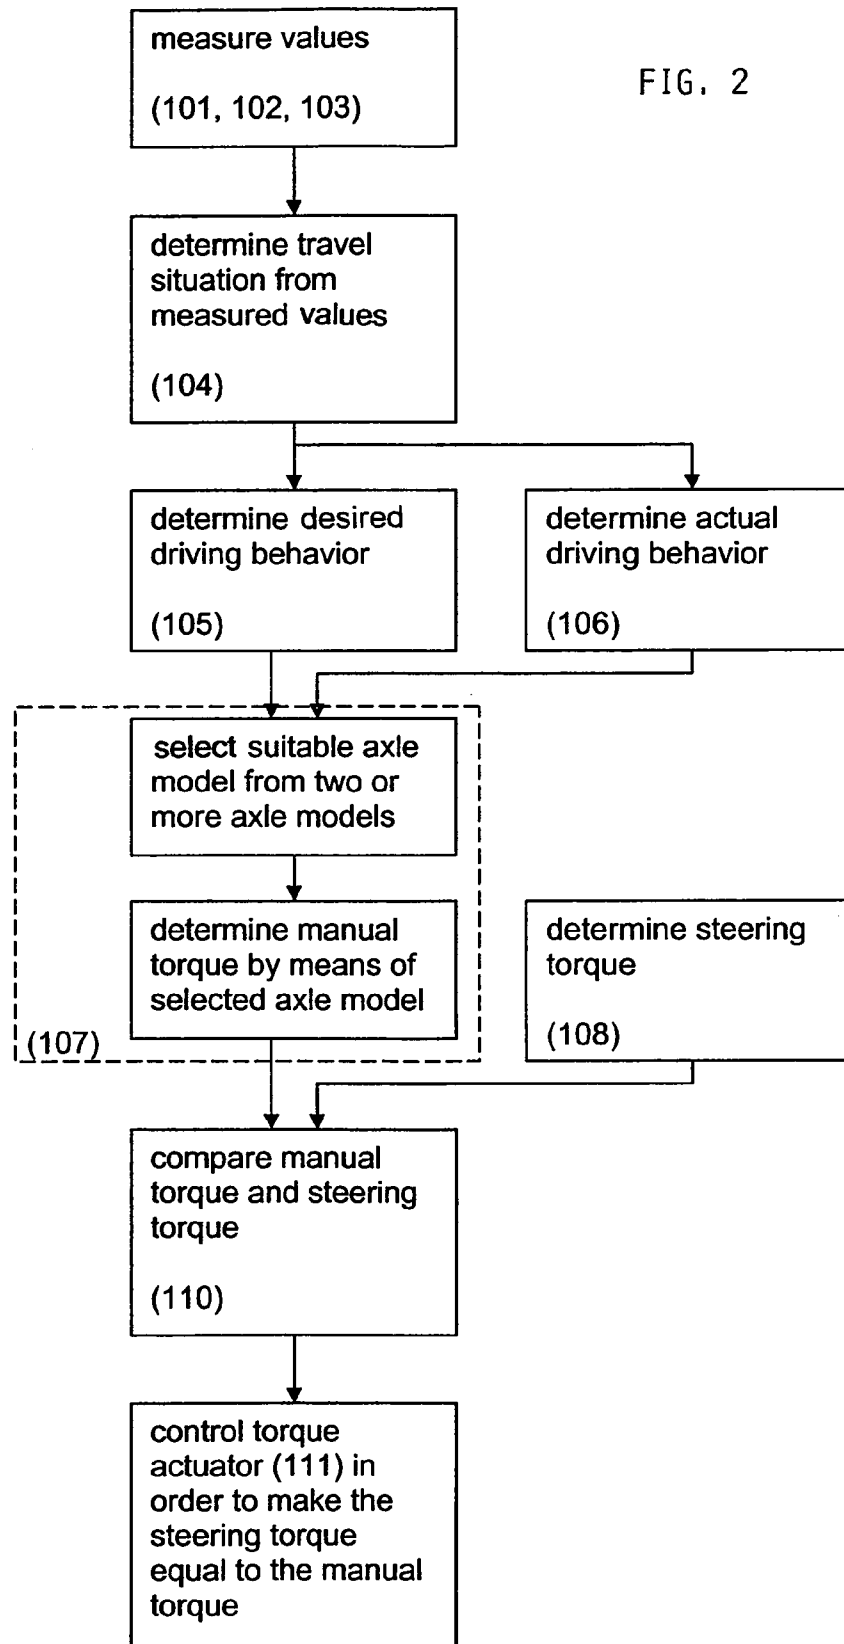 measure values
(101, 102, 103)
FIG. 2
determine travel
situation from
measured values
(104)
determine desired
driving behavior
(105)
determine actual
driving behavior
(106)
select suitable axle
model from two or
more axle models
determine manual
torque by means of
selected axle model
(107)
determine steering
torque
(108)
compare manual
torque and steering
torque
(110)
control torque
actuator (111) in
order to make the
steering torque
equal to the manual
torque